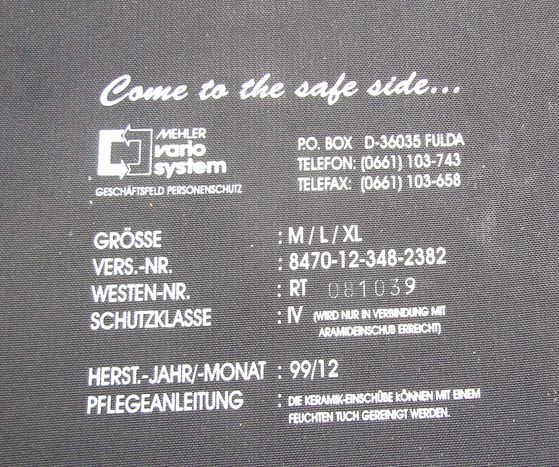 Come to the safe side...
MEHLER
vario
system
GESCHÄFTSFELD PERSONENSCHUTZ
P.O. BOX D-36035 FULDA
TELEFON: (0661) 103-743
TELEFAX: (0661) 103-658
GRÖSSE : M / L / XL
VERS.-NR. : 8470-12-348-2382
WESTEN-NR. : RT 081039
SCHUTZKLASSE : IV (WIRD NUR IN VERBINDUNG MIT
ARAMIDEINSCHUB ERREICHT)
HERST.-JAHR/-MONAT : 99/12
PFLEGEANLEITUNG : DIE KERAMIK-EINSCHÜBE KÖNNEN MIT EINEM
FEUCHTEN TUCH GEREINIGT WERDEN.